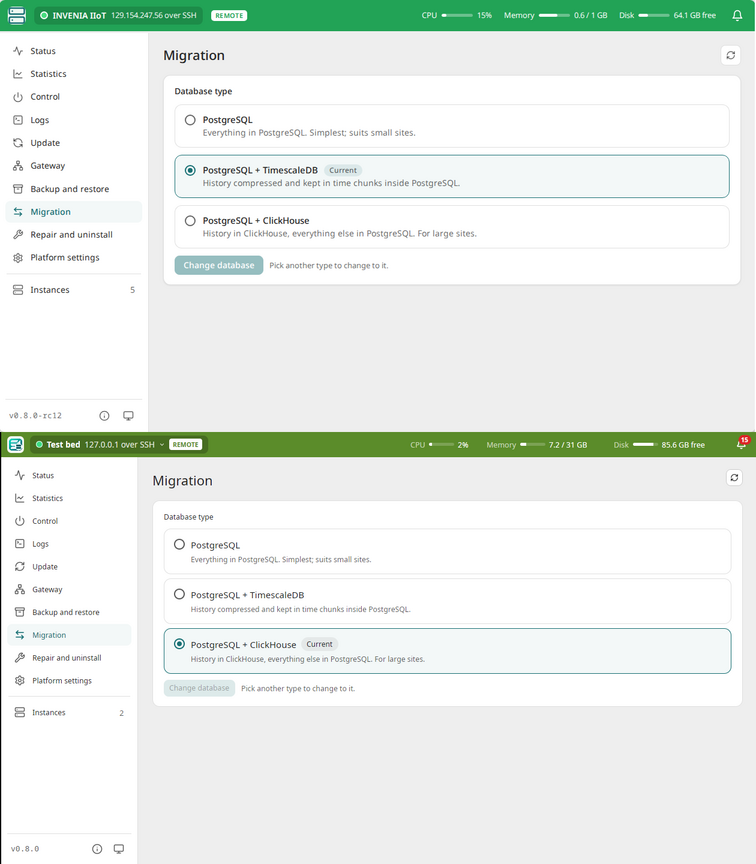 INVENIA IIoT 129.154.247.56 over SSH REMOTE CPU 15% Memory 0.6 / 1 GB Disk 64.1 GB free
Status
Statistics
Control
Logs
Update
Gateway
Backup and restore
Migration
Repair and uninstall
Platform settings
Instances 5
v0.8.0-rc12
Migration
Database type
PostgreSQL
Everything in PostgreSQL. Simplest; suits small sites.
PostgreSQL + TimescaleDB Current
History compressed and kept in time chunks inside PostgreSQL.
PostgreSQL + ClickHouse
History in ClickHouse, everything else in PostgreSQL. For large sites.
Change database Pick another type to change to it.
Test bed 127.0.0.1 over SSH REMOTE CPU 2% Memory 7.2 / 31 GB Disk 85.6 GB free 15
Status
Statistics
Control
Logs
Update
Gateway
Backup and restore
Migration
Repair and uninstall
Platform settings
Instances 2
v0.8.0
Migration
Database type
PostgreSQL
Everything in PostgreSQL. Simplest; suits small sites.
PostgreSQL + TimescaleDB
History compressed and kept in time chunks inside PostgreSQL.
PostgreSQL + ClickHouse Current
History in ClickHouse, everything else in PostgreSQL. For large sites.
Change database Pick another type to change to it.